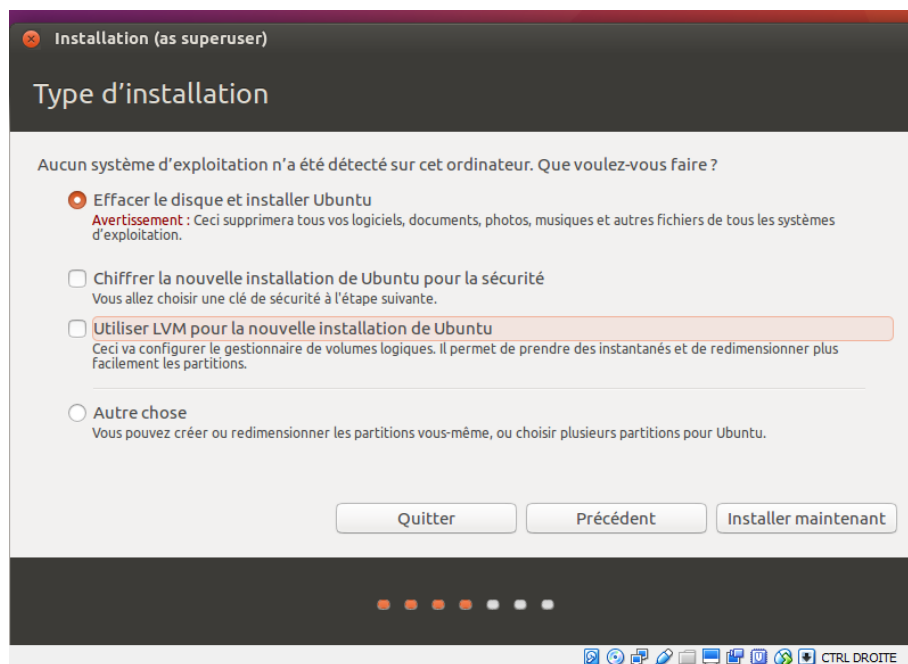 Installation (as superuser)
Type d’installation
Aucun système d’exploitation n’a été détecté sur cet ordinateur. Que voulez-vous faire ?
Effacer le disque et installer Ubuntu
Avertissement : Ceci supprimera tous vos logiciels, documents, photos, musiques et autres fichiers de tous les systèmes
d’exploitation.
Chiffrer la nouvelle installation de Ubuntu pour la sécurité
Vous allez choisir une clé de sécurité à l'étape suivante.
Utiliser LVM pour la nouvelle installation de Ubuntu
Ceci va configurer le gestionnaire de volumes logiques. Il permet de prendre des instantanés et de redimensionner plus
facilement les partitions.
Autre chose
Vous pouvez créer ou redimensionner les partitions vous-même, ou choisir plusieurs partitions pour Ubuntu.
Quitter Précédent Installer maintenant
CTRL DROITE